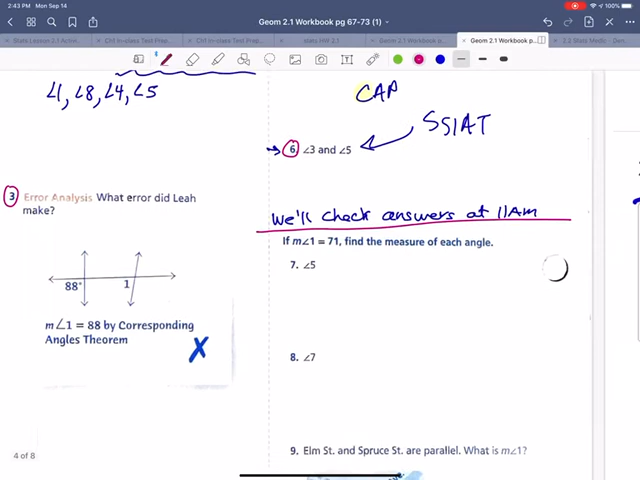 2:43 PM Mon Sep 14
100%
Geom 2.1 Workbook pg 67-73 (1)
Stats Lesson 2.1 Active
Ch1 In-class Test Prep
Ch1 In-class Test Prep
stats HW 2.1
Geom 2.1 Workbook p
Geom 2.1 Workbook p
2.2 Stats Medic - Deno
∠1, ∠8, ∠4, ∠5
CAP
SSIAT
6 ∠3 and ∠5
3 Error Analysis What error did Leah
make?
We'll check answers at 11AM
If m∠1 = 71, find the measure of each angle.
7. ∠5
88°
1
m∠1 = 88 by Corresponding
Angles Theorem
X
8. ∠7
9. Elm St. and Spruce St. are parallel. What is m∠1?
4 of 8